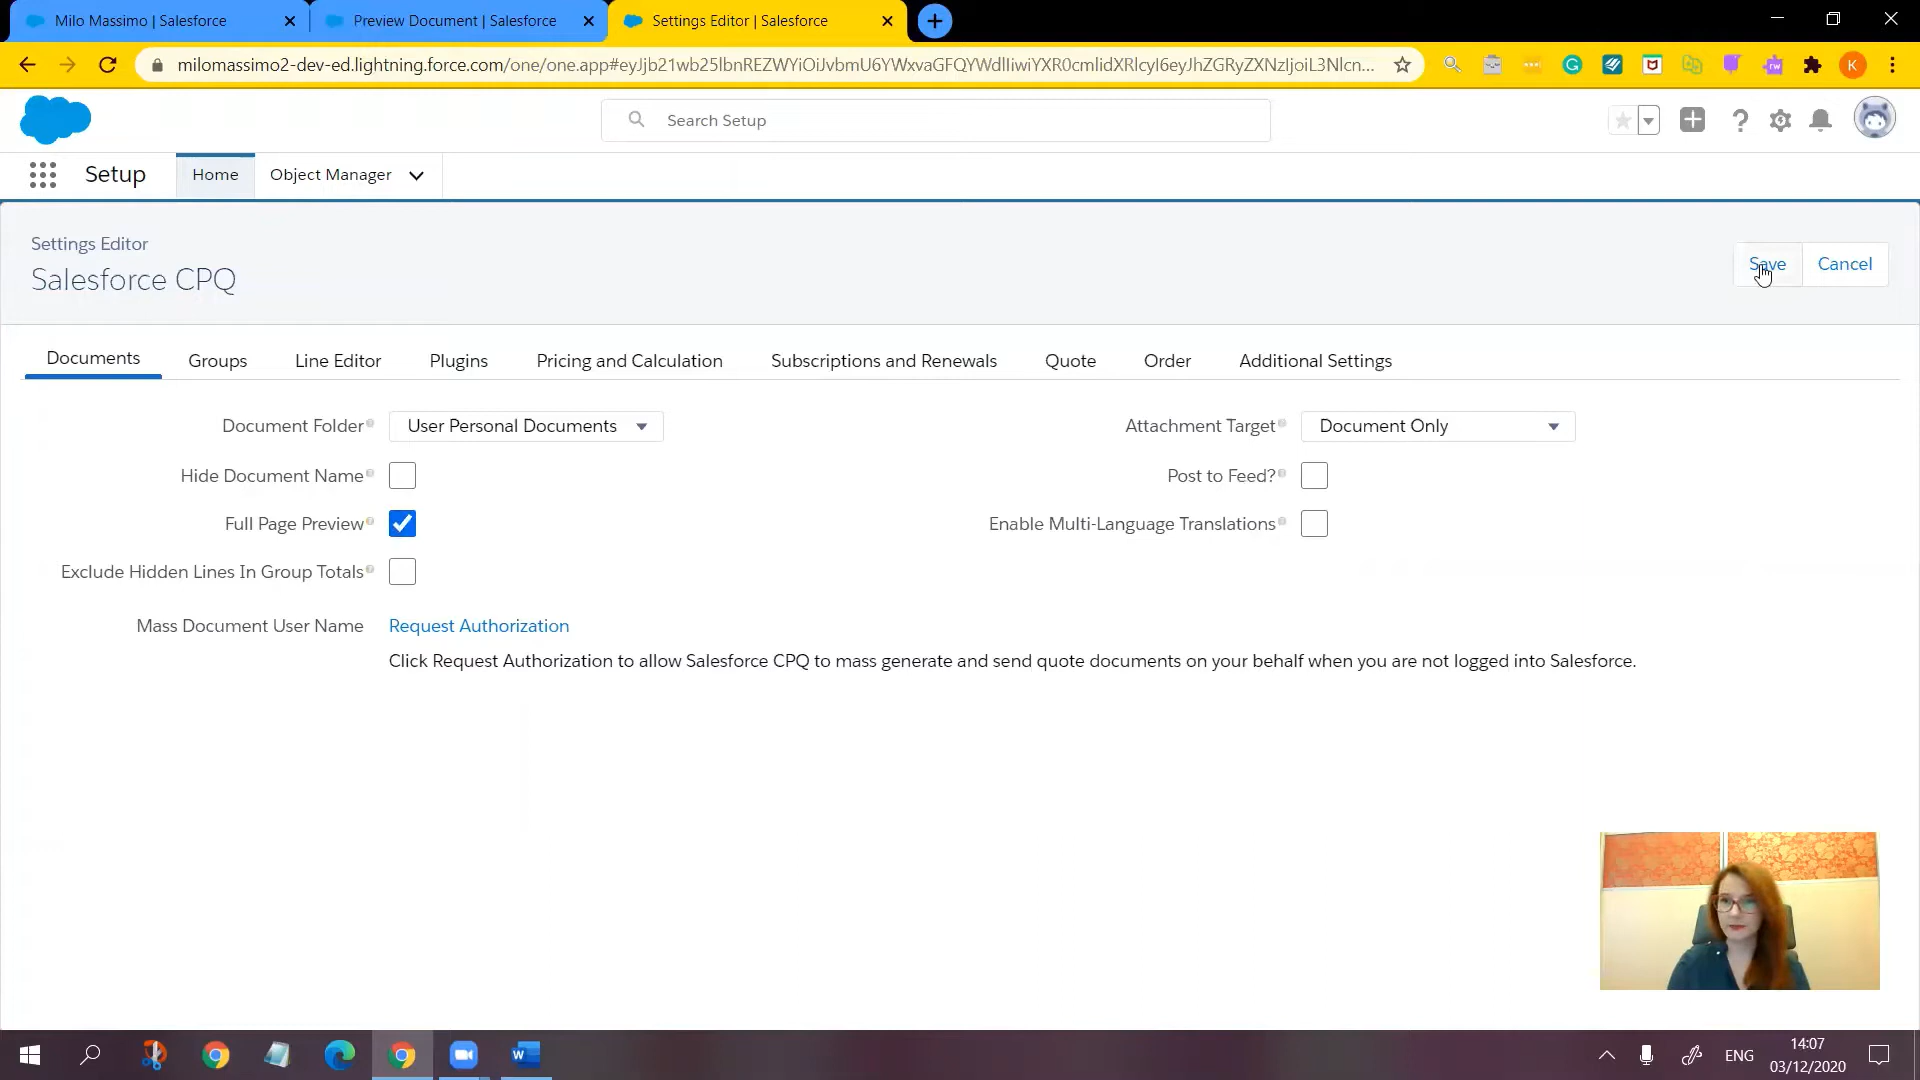 Milo Massimo | Salesforce
Preview Document | Salesforce
Settings Editor | Salesforce
milomassimo2-dev-ed.lightning.force.com/one/one.app#eyJjb21wb25lbnREZWYiOiJvbmU6YWxvaGFQYWdlIiwiYXR0cmlidXRlcyI6eyJhZGRyZXNzIjoiL3Nlcn...
K
Search Setup
Setup
Home
Object Manager
Settings Editor
Salesforce CPQ
Save
Cancel
Documents
Groups
Line Editor
Plugins
Pricing and Calculation
Subscriptions and Renewals
Quote
Order
Additional Settings
Document Folder
User Personal Documents
Attachment Target
Document Only
Hide Document Name
Post to Feed?
Full Page Preview
Enable Multi-Language Translations
Exclude Hidden Lines In Group Totals
Mass Document User Name
Request Authorization
Click Request Authorization to allow Salesforce CPQ to mass generate and send quote documents on your behalf when you are not logged into Salesforce.
ENG
14:07
03/12/2020